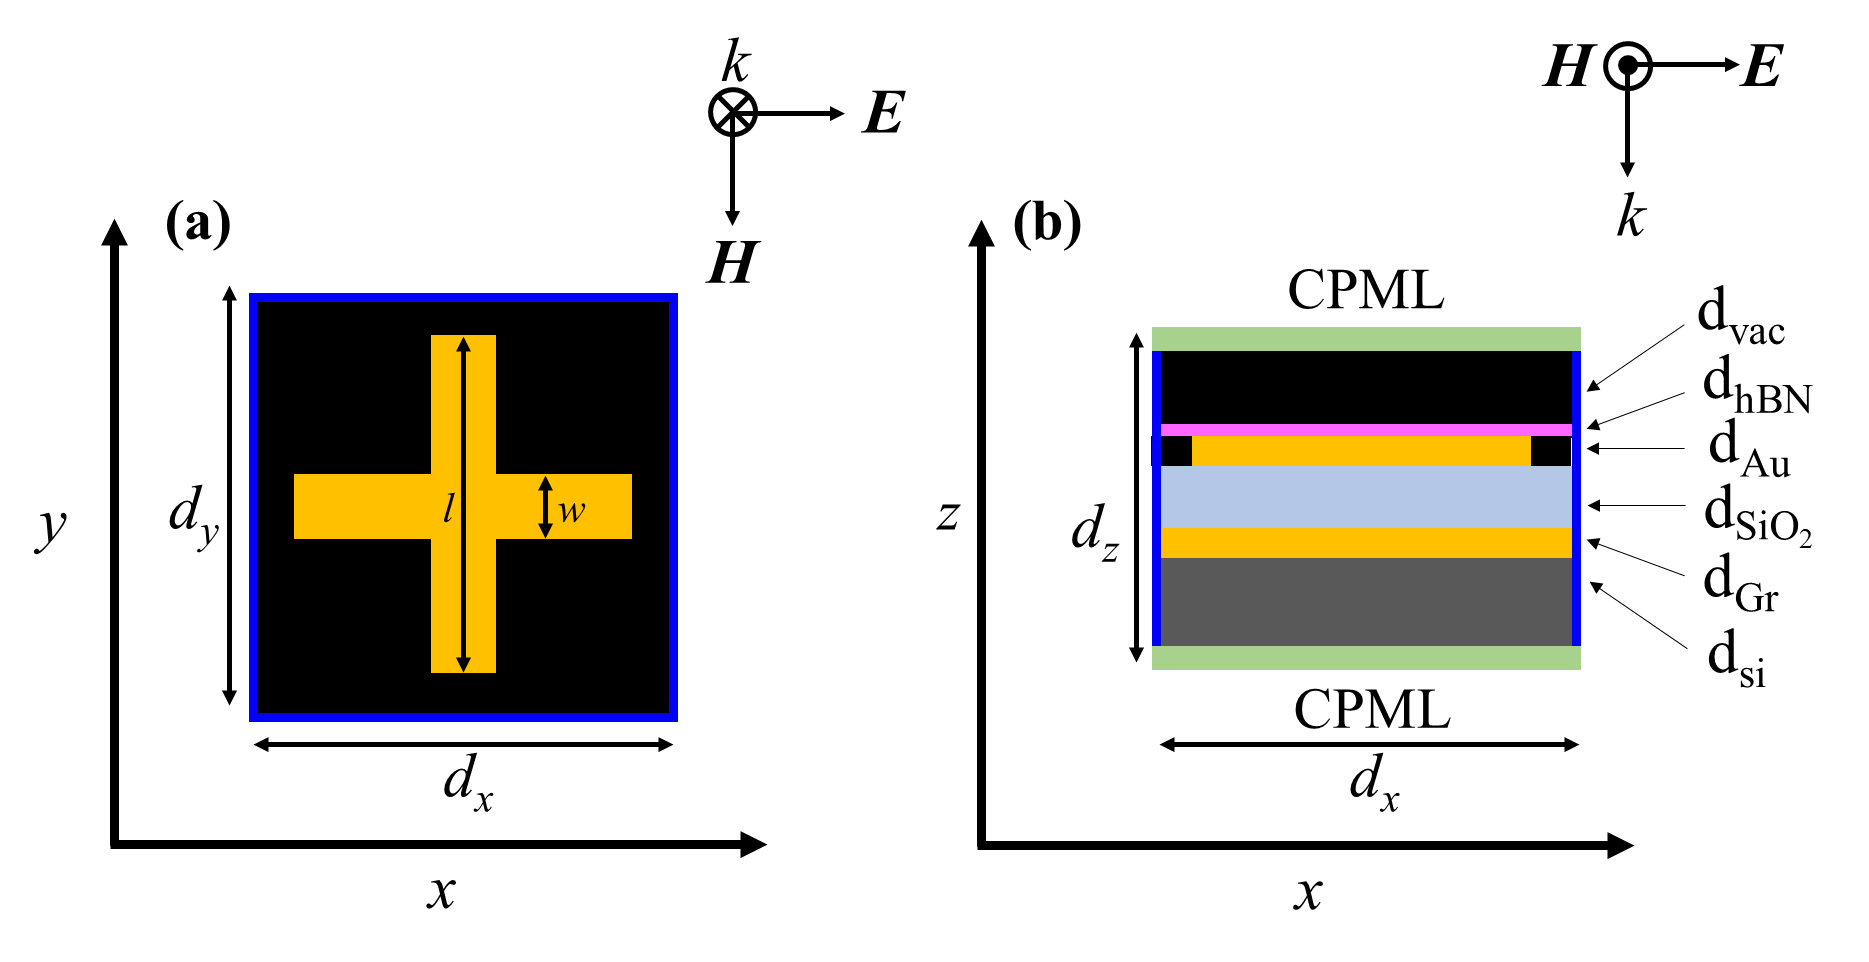 (a)
k
E
H
y
d_y
l
w
d_x
x
(b)
H E
k
CPML
z
d_z
d_vac
d_hBN
d_Au
d_SiO₂
d_Gr
d_si
CPML
d_x
x